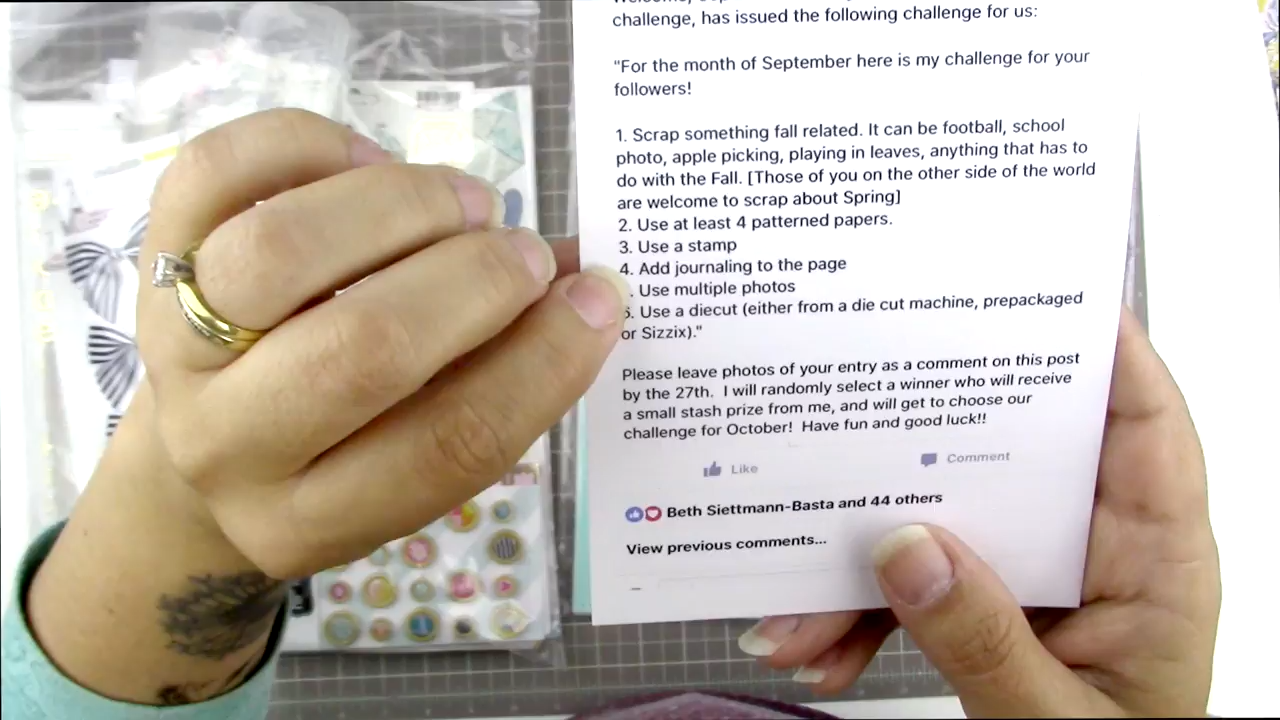 challenge, has issued the following challenge for us:
"For the month of September here is my challenge for your
followers!
1. Scrap something fall related. It can be football, school
photo, apple picking, playing in leaves, anything that has to
do with the Fall. [Those of you on the other side of the world
are welcome to scrap about Spring]
2. Use at least 4 patterned papers.
3. Use a stamp
4. Add journaling to the page
. Use multiple photos
6. Use a diecut (either from a die cut machine, prepackaged
or Sizzix)."
Please leave photos of your entry as a comment on this post
by the 27th. I will randomly select a winner who will receive
a small stash prize from me, and will get to choose our
challenge for October! Have fun and good luck!!
Like
Comment
Beth Siettmann-Basta and 44 others
View previous comments...